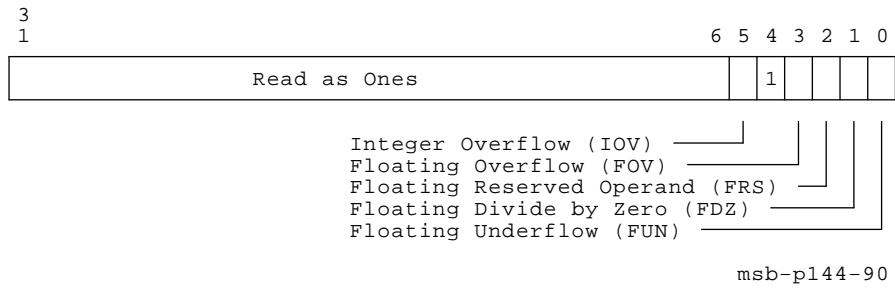 3
1 6 5 4 3 2 1 0
Read as Ones 1
Integer Overflow (IOV)
Floating Overflow (FOV)
Floating Reserved Operand (FRS)
Floating Divide by Zero (FDZ)
Floating Underflow (FUN)
msb-p144-90